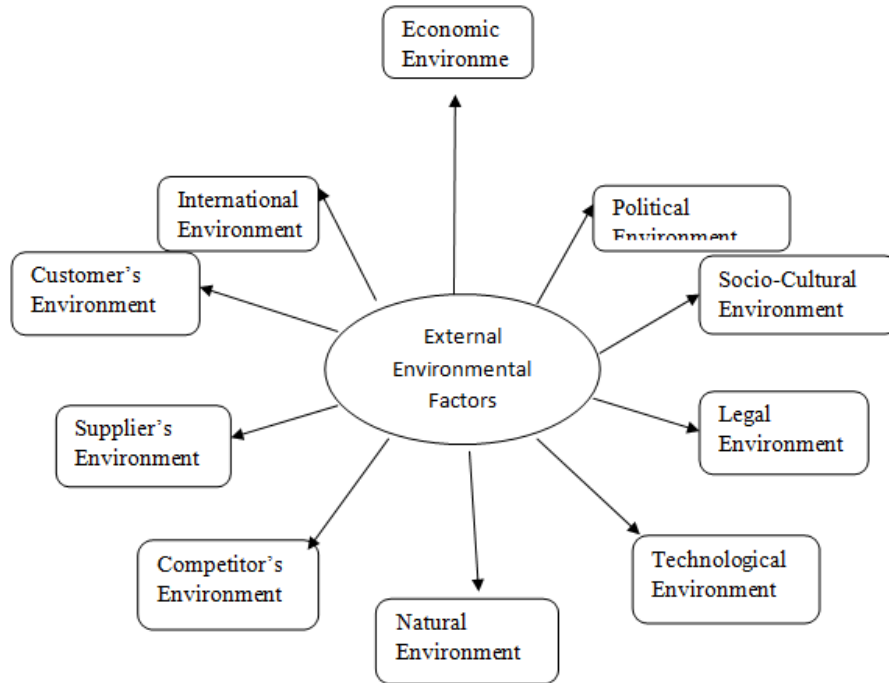 Economic
Environme
International
Environment
Political
Environment
Customer's
Environment
Socio-Cultural
Environment
External
Environmental
Factors
Supplier's
Environment
Legal
Environment
Competitor's
Environment
Technological
Environment
Natural
Environment